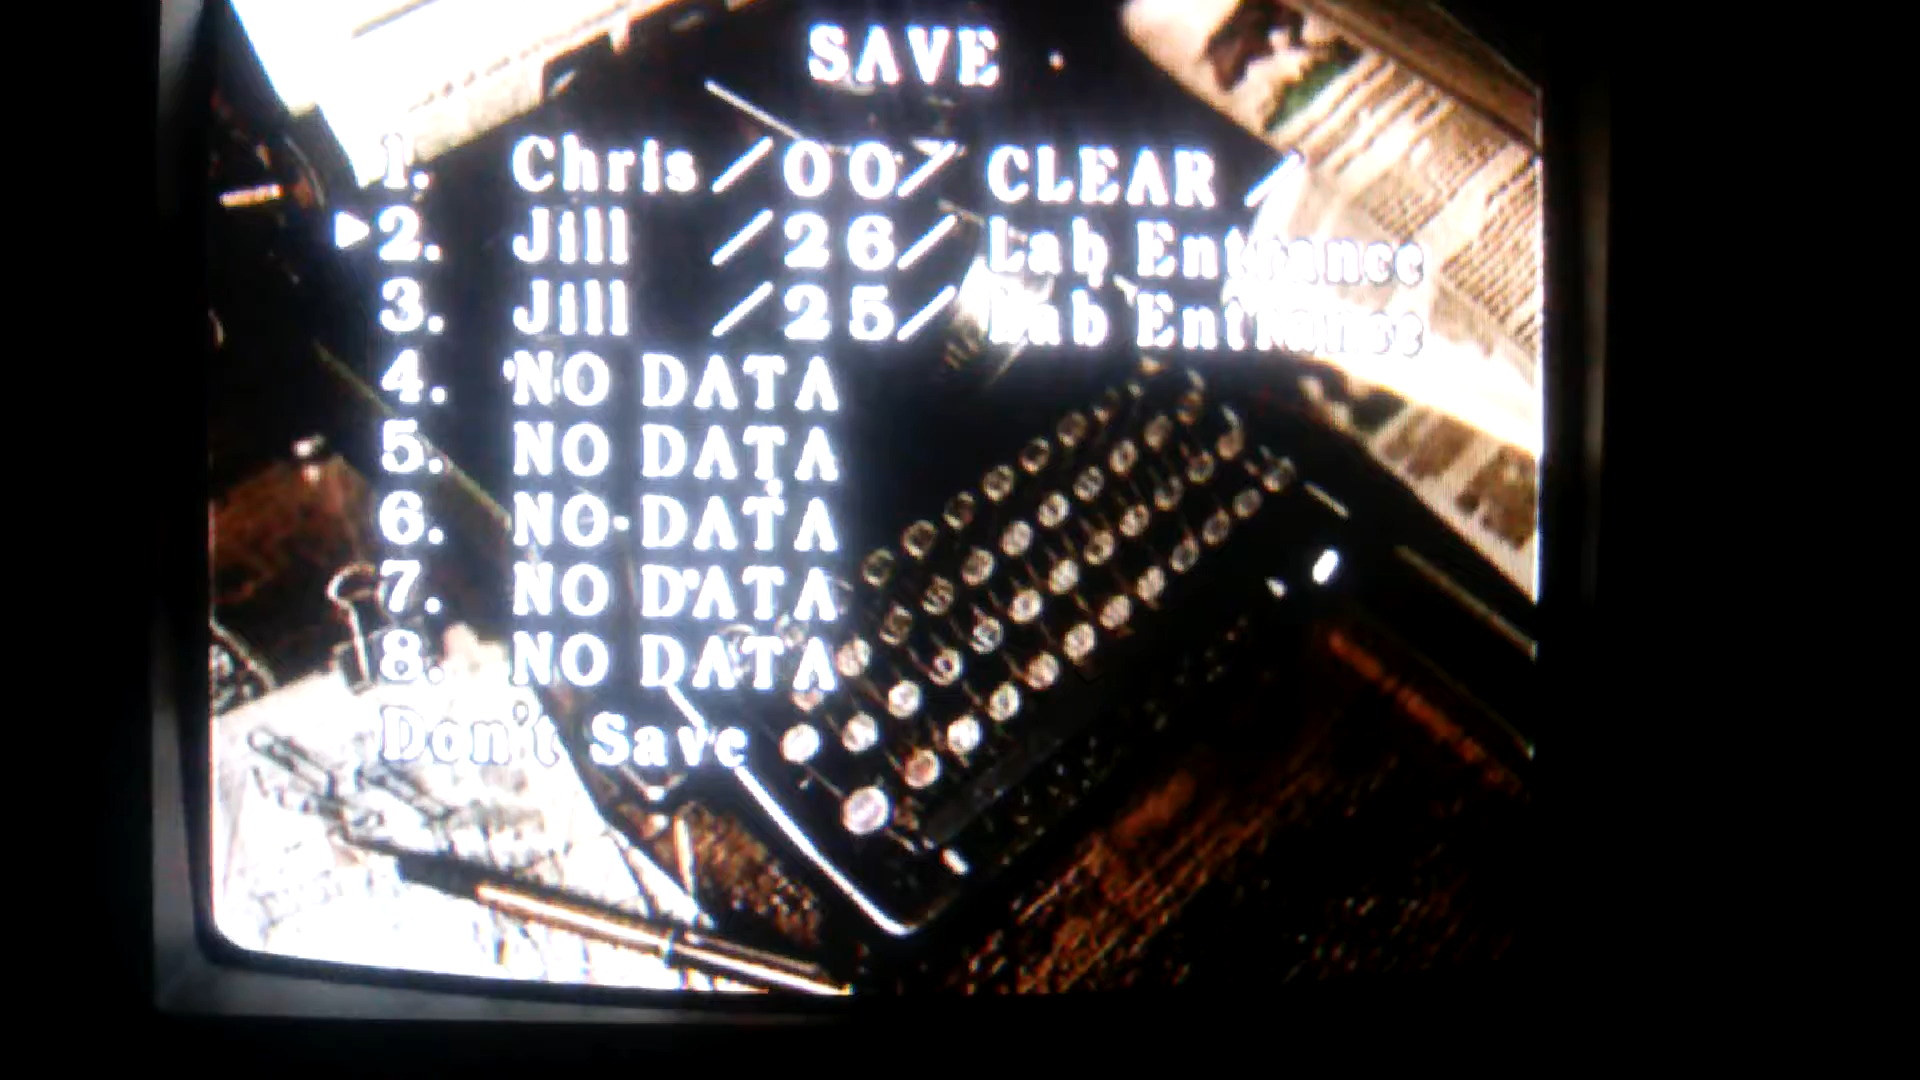 SAVE
1. Chris / 00 / CLEAR /
2. Jill / 26 / Lab Entrance
3. Jill / 25 / Lab Entrance
4. NO DATA
5. NO DATA
6. NO DATA
7. NO DATA
8. NO DATA
Don't Save